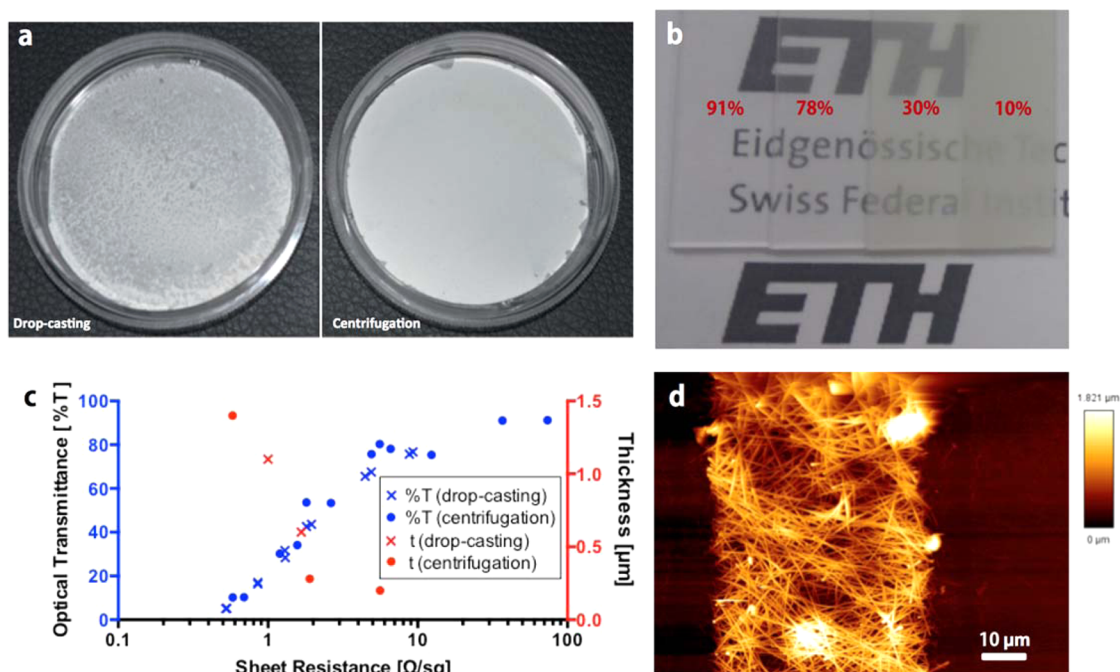 a
Drop-casting
Centrifugation
b
ETH
91% 78% 30% 10%
Eidgenössische Tec
Swiss Federal Instit
ETH
c
Optical Transmittance [%T]
100
80
60
40
20
0
0.1 1 10 100
Sheet Resistance [Ω/sq]
1.5
1.0
0.5
0.0
Thickness [µm]
%T (drop-casting)
%T (centrifugation)
t (drop-casting)
t (centrifugation)
d
10 µm
1.821 µm
0 µm